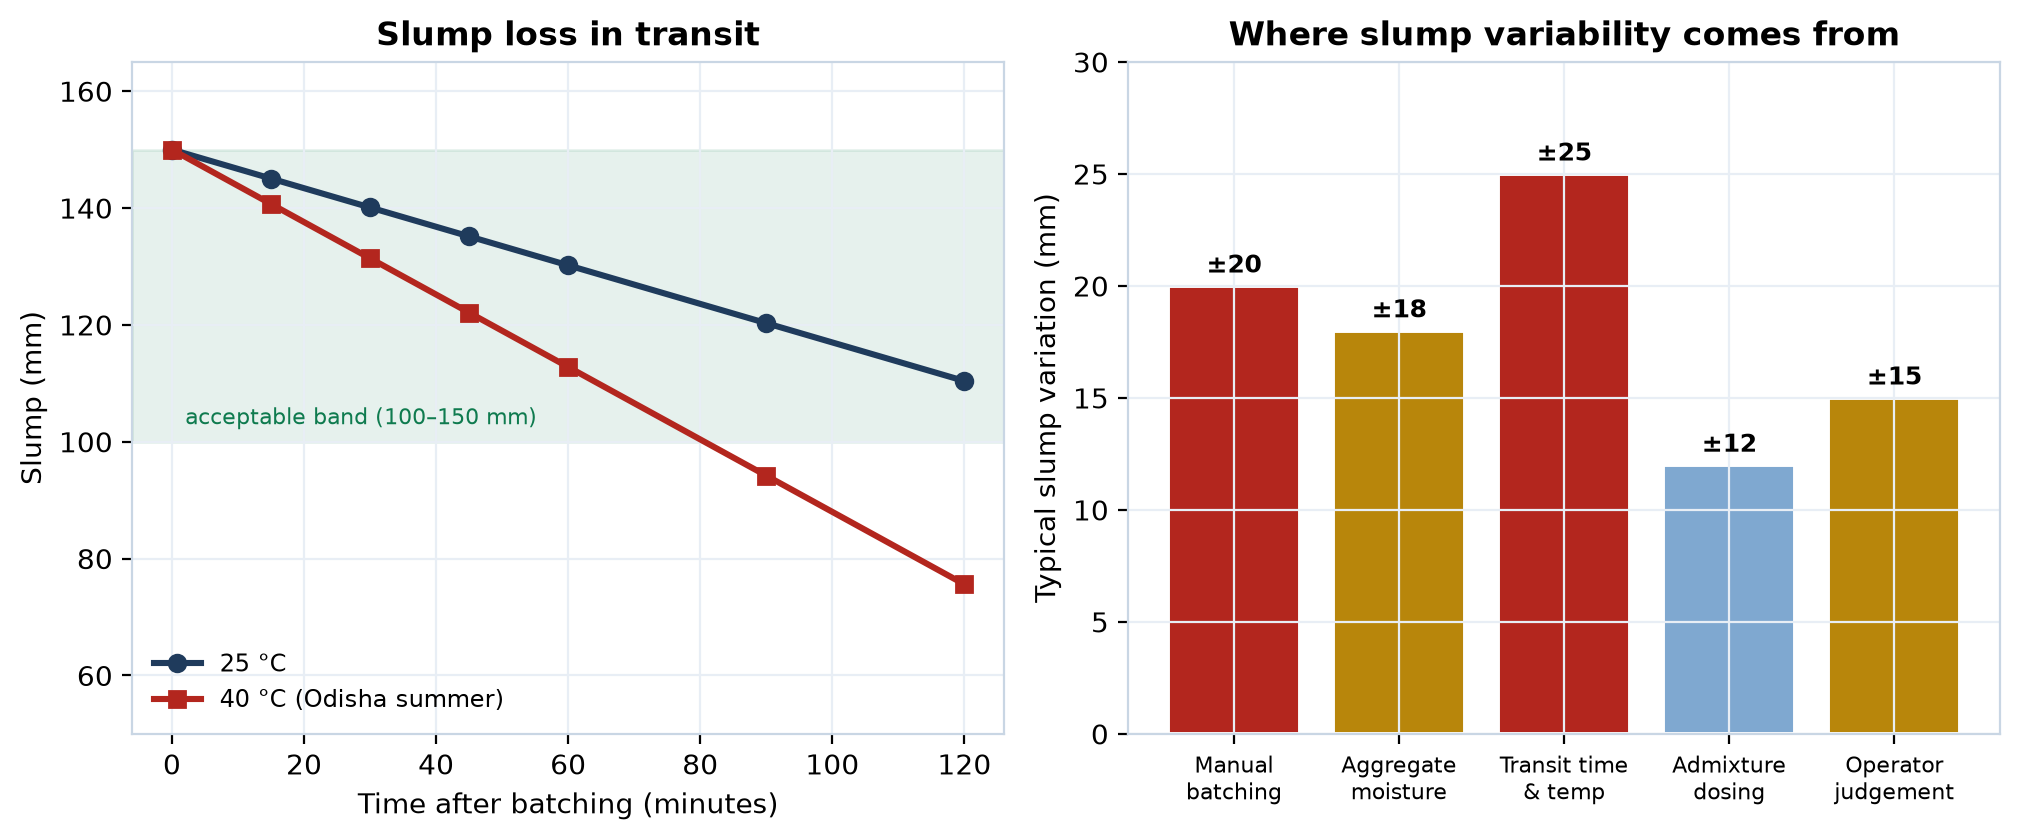 Slump loss in transit
Slump (mm)
160
140
120
100
80
60
acceptable band (100–150 mm)
25 °C
40 °C (Odisha summer)
0 20 40 60 80 100 120
Time after batching (minutes)
Where slump variability comes from
Typical slump variation (mm)
30
25
20
15
10
5
0
±20
±18
±25
±12
±15
Manual
batching
Aggregate
moisture
Transit time
& temp
Admixture
dosing
Operator
judgement